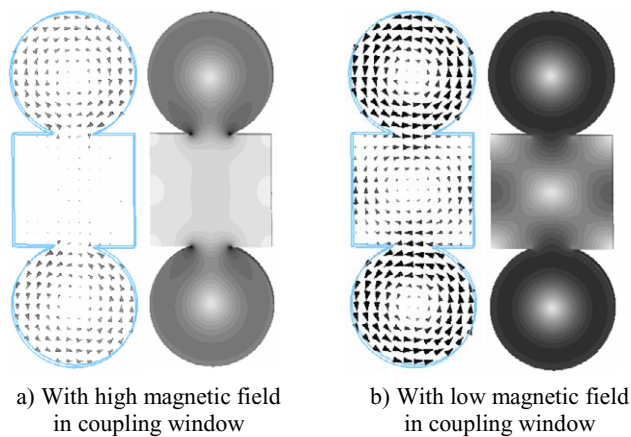 a) With high magnetic field
in coupling window
b) With low magnetic field
in coupling window